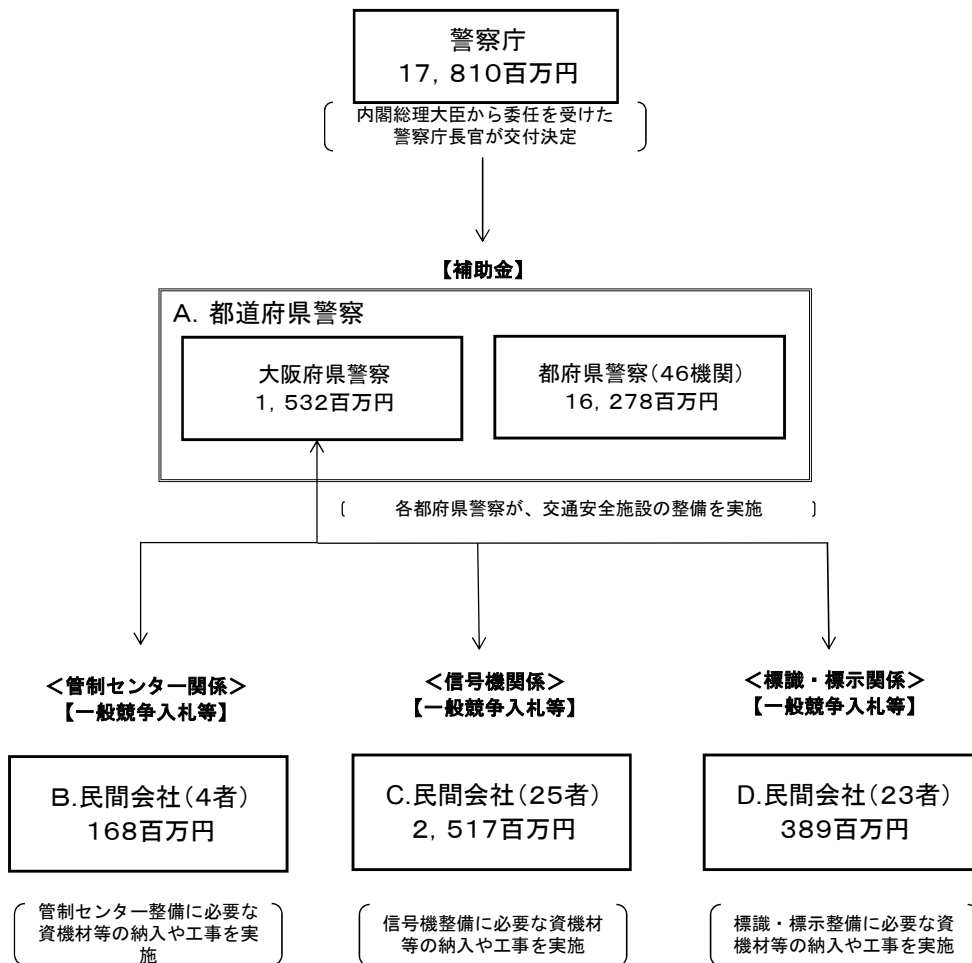 警察庁
17，810百万円
内閣総理大臣から委任を受けた
警察庁長官が交付決定
【補助金】
A．都道府県警察
大阪府県警察
1，532百万円
都府県警察（46機関）
16，278百万円
各都府県警察が、交通安全施設の整備を実施
＜管制センター関係＞
【一般競争入札等】
＜信号機関係＞
【一般競争入札等】
＜標識・標示関係＞
【一般競争入札等】
B.民間会社（4者）
168百万円
C.民間会社（25者）
2，517百万円
D.民間会社（23者）
389百万円
管制センター整備に必要な
資機材等の納入や工事を実
施
信号機整備に必要な資機材
等の納入や工事を実施
標識・標示整備に必要な資
機材等の納入や工事を実施